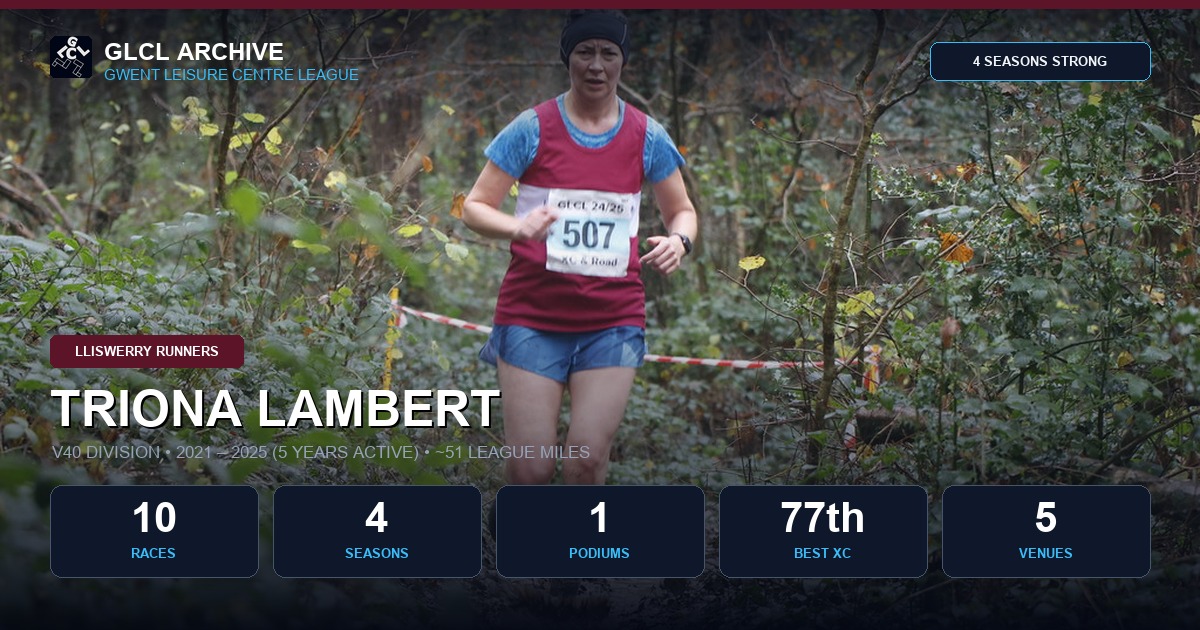 GLCL ARCHIVE
GWENT LEISURE CENTRE LEAGUE
4 SEASONS STRONG
GLCL 24/25
507
XC & Road
LLISWERRY RUNNERS
TRIONA LAMBERT
V40 DIVISION • 2021 – 2025 (5 YEARS ACTIVE) • ~51 LEAGUE MILES
10
RACES
4
SEASONS
1
PODIUMS
77th
BEST XC
5
VENUES